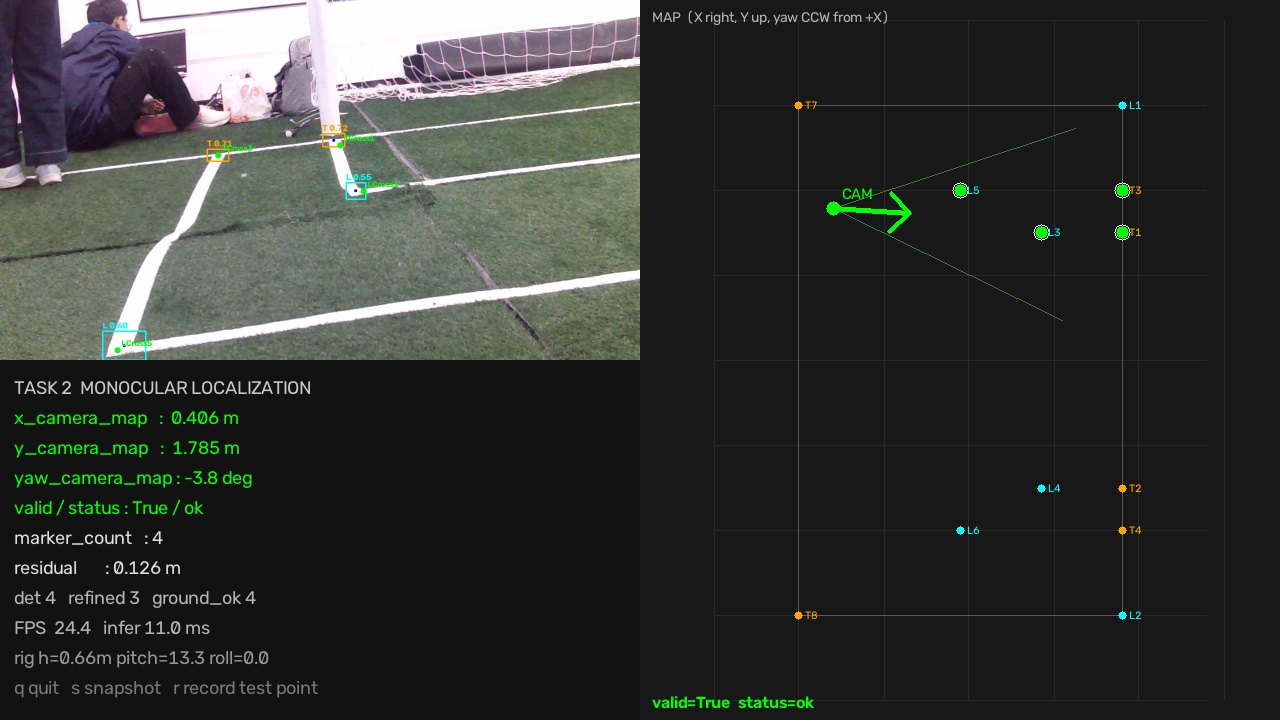 MAP (X right, Y up, yaw CCW from +X)
T7
L1
CAM
L5
T3
L3
T1
T 0.72
T 0.71
L 0.55
L 0.60
TASK 2 MONOCULAR LOCALIZATION
x_camera_map : 0.406 m
y_camera_map : 1.785 m
yaw_camera_map : -3.8 deg
valid / status : True / ok
marker_count : 4
residual : 0.126 m
det 4 refined 3 ground_ok 4
FPS 24.4 infer 11.0 ms
rig h=0.66m pitch=13.3 roll=0.0
q quit s snapshot r record test point
L4
T2
L6
T4
T8
L2
valid=True status=ok